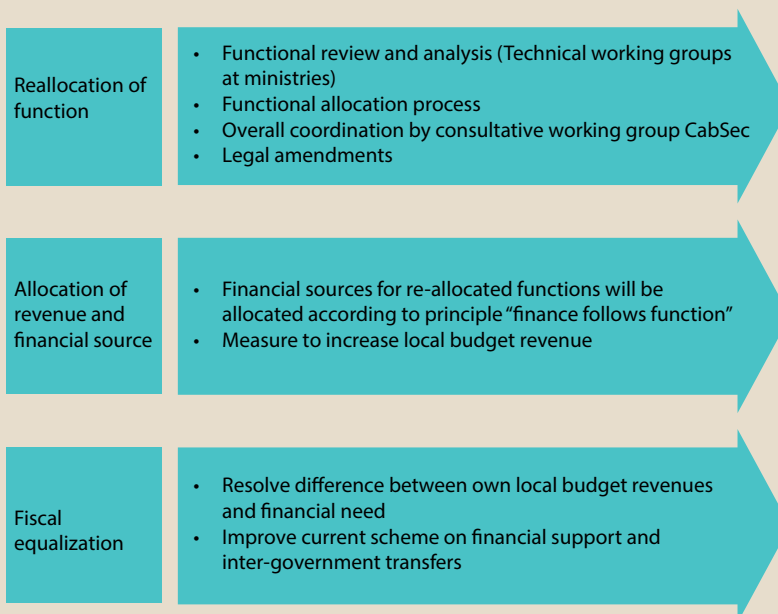 Reallocation of
function
• Functional review and analysis (Technical working groups
at ministries)
• Functional allocation process
• Overall coordination by consultative working group CabSec
• Legal amendments
Allocation of
revenue and
financial source
• Financial sources for re-allocated functions will be
allocated according to principle “finance follows function”
• Measure to increase local budget revenue
Fiscal
equalization
• Resolve difference between own local budget revenues
and financial need
• Improve current scheme on financial support and
inter-government transfers